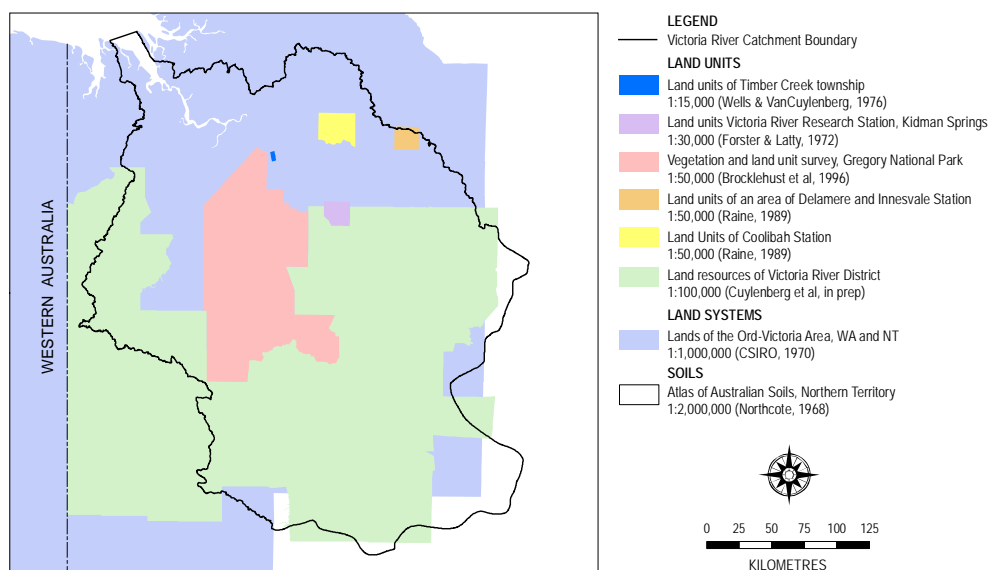 WESTERN AUSTRALIA
LEGEND
Victoria River Catchment Boundary
LAND UNITS
Land units of Timber Creek township
1:15,000 (Wells & VanCuylenberg, 1976)
Land units Victoria River Research Station, Kidman Springs
1:30,000 (Forster & Latty, 1972)
Vegetation and land unit survey, Gregory National Park
1:50,000 (Brocklehust et al, 1996)
Land units of an area of Delamere and Innesvale Station
1:50,000 (Raine, 1989)
Land Units of Coolibah Station
1:50,000 (Raine, 1989)
Land resources of Victoria River District
1:100,000 (Cuylenberg et al, in prep)
LAND SYSTEMS
Lands of the Ord-Victoria Area, WA and NT
1:1,000,000 (CSIRO, 1970)
SOILS
Atlas of Australian Soils, Northern Territory
1:2,000,000 (Northcote, 1968)
0 25 50 75 100 125
KILOMETRES